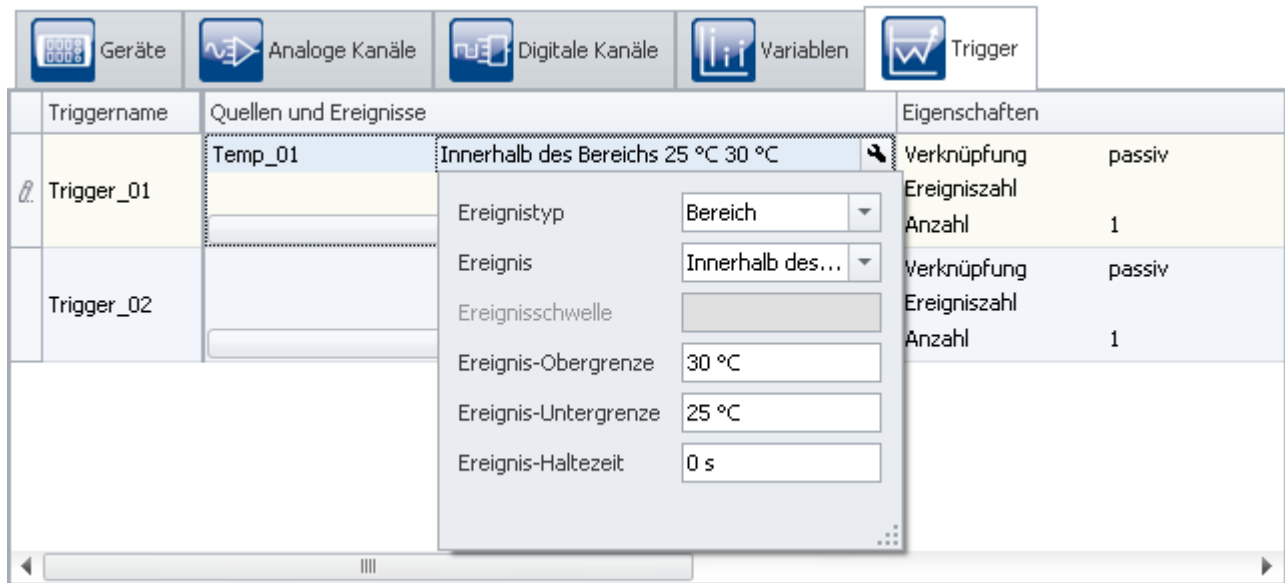 Geräte Analoge Kanäle Digitale Kanäle Variablen Trigger
Triggername Quellen und Ereignisse Eigenschaften
Temp_01 Innerhalb des Bereichs 25 °C 30 °C Verknüpfung passiv
Trigger_01 Ereigniszahl
Anzahl 1
Ereignistyp Bereich
Ereignis Innerhalb des...
Ereignisschwelle
Ereignis-Obergrenze 30 °C
Ereignis-Untergrenze 25 °C
Ereignis-Haltezeit 0 s
Verknüpfung passiv
Trigger_02 Ereigniszahl
Anzahl 1